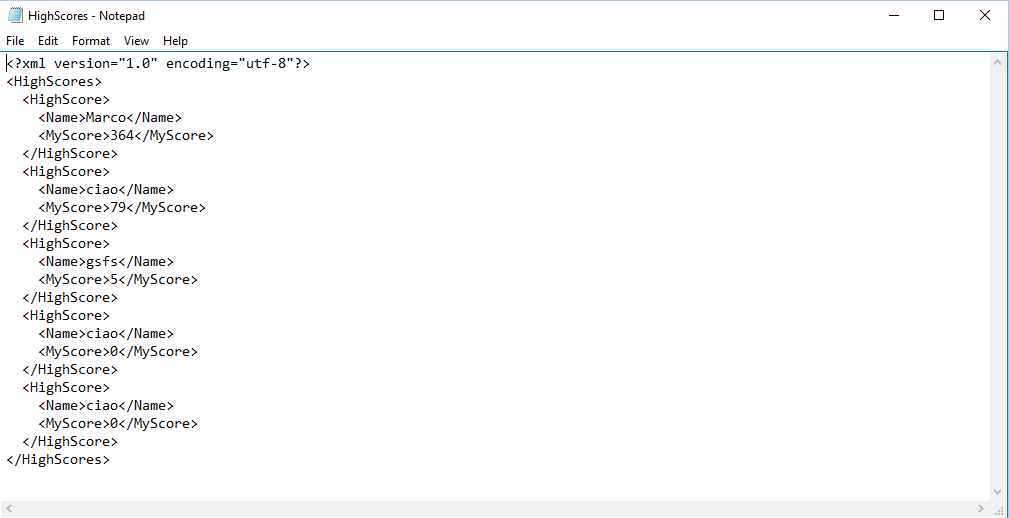 HighScores - Notepad
File Edit Format View Help
<?xml version="1.0" encoding="utf-8"?>
<HighScores>
  <HighScore>
    <Name>Marco</Name>
    <MyScore>364</MyScore>
  </HighScore>
  <HighScore>
    <Name>ciao</Name>
    <MyScore>79</MyScore>
  </HighScore>
  <HighScore>
    <Name>gsfs</Name>
    <MyScore>5</MyScore>
  </HighScore>
  <HighScore>
    <Name>ciao</Name>
    <MyScore>0</MyScore>
  </HighScore>
  <HighScore>
    <Name>ciao</Name>
    <MyScore>0</MyScore>
  </HighScore>
</HighScores>